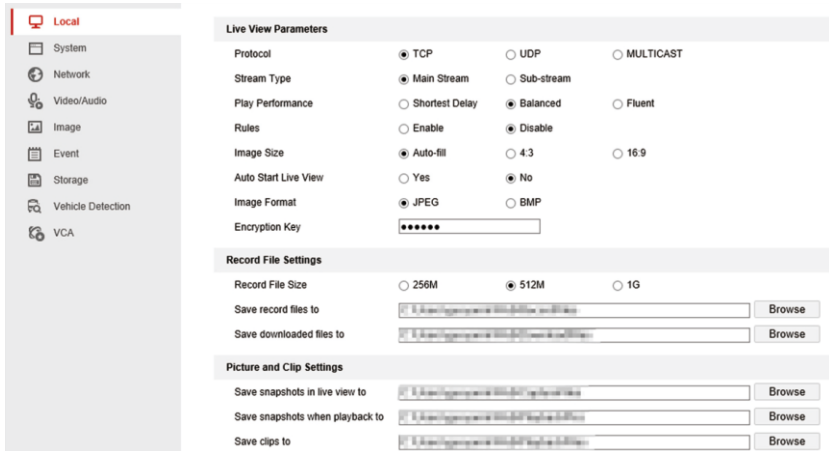 Local
System
Network
Video/Audio
Image
Event
Storage
Vehicle Detection
VCA
Live View Parameters
Protocol TCP UDP MULTICAST
Stream Type Main Stream Sub-stream
Play Performance Shortest Delay Balanced Fluent
Rules Enable Disable
Image Size Auto-fill 4:3 16:9
Auto Start Live View Yes No
Image Format JPEG BMP
Encryption Key ●●●●●●
Record File Settings
Record File Size 256M 512M 1G
Save record files to Browse
Save downloaded files to Browse
Picture and Clip Settings
Save snapshots in live view to Browse
Save snapshots when playback to Browse
Save clips to Browse